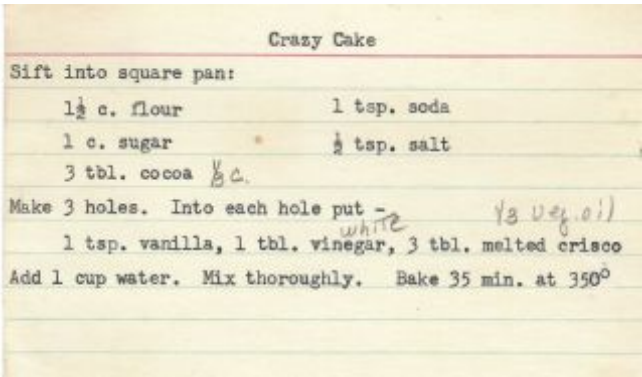 Crazy Cake
Sift into square pan:
1½ c. flour 1 tsp. soda
1 c. sugar ½ tsp. salt
3 tbl. cocoa ⅓ c.
Make 3 holes. Into each hole put - ⅓ veg. oil
white
1 tsp. vanilla, 1 tbl. vinegar, 3 tbl. melted crisco
Add 1 cup water. Mix thoroughly. Bake 35 min. at 350°